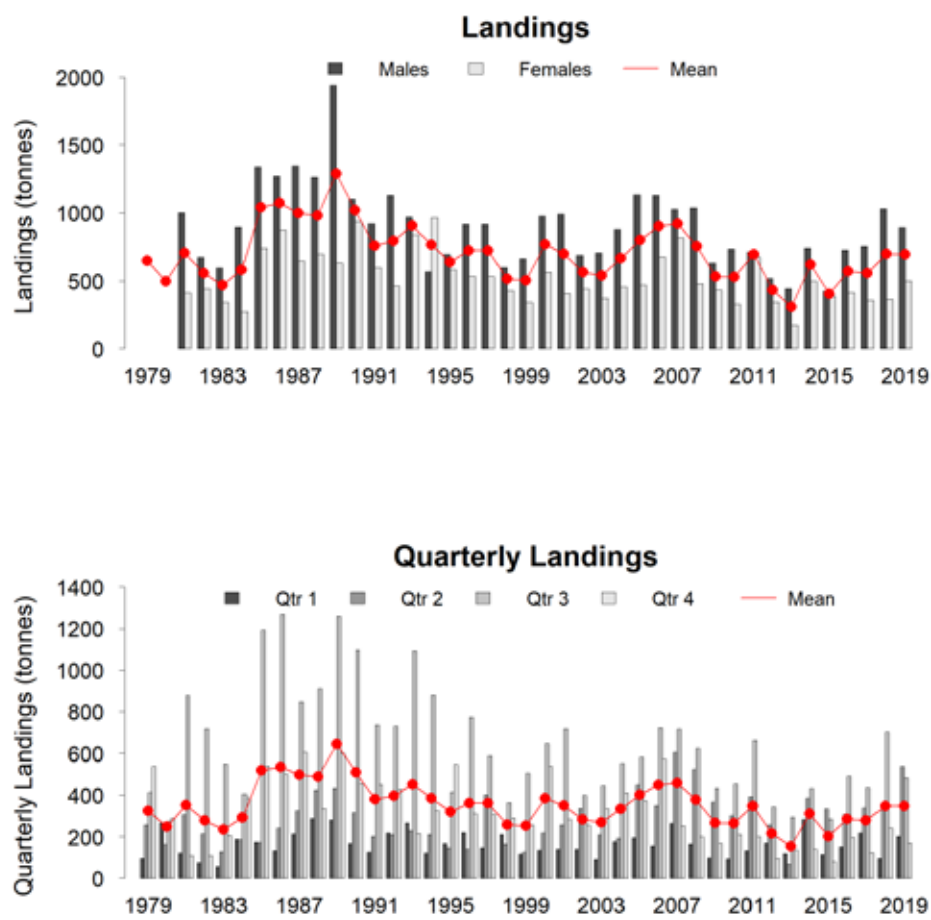 Landings
Males Females Mean
Landings (tonnes)
2000
1500
1000
500
0
1979 1983 1987 1991 1995 1999 2003 2007 2011 2015 2019
Quarterly Landings
Qtr 1 Qtr 2 Qtr 3 Qtr 4 Mean
Quarterly Landings (tonnes)
1400
1200
1000
800
600
400
200
0
1979 1983 1987 1991 1995 1999 2003 2007 2011 2015 2019